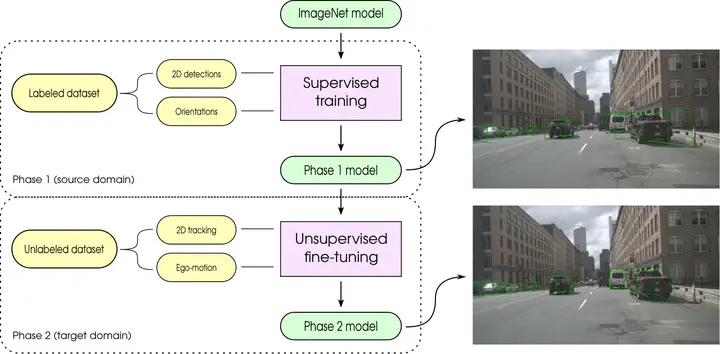 ImageNet model
Labeled dataset
2D detections
Orientations
Supervised
training
Phase 1 model
Phase 1 (source domain)
Unlabeled dataset
2D tracking
Ego-motion
Unsupervised
fine-tuning
Phase 2 model
Phase 2 (target domain)